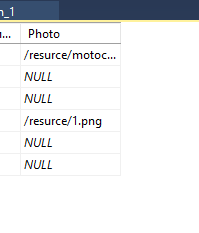 n_1
ı... Photo
/resurce/motoc...
NULL
NULL
/resurce/1.png
NULL
NULL